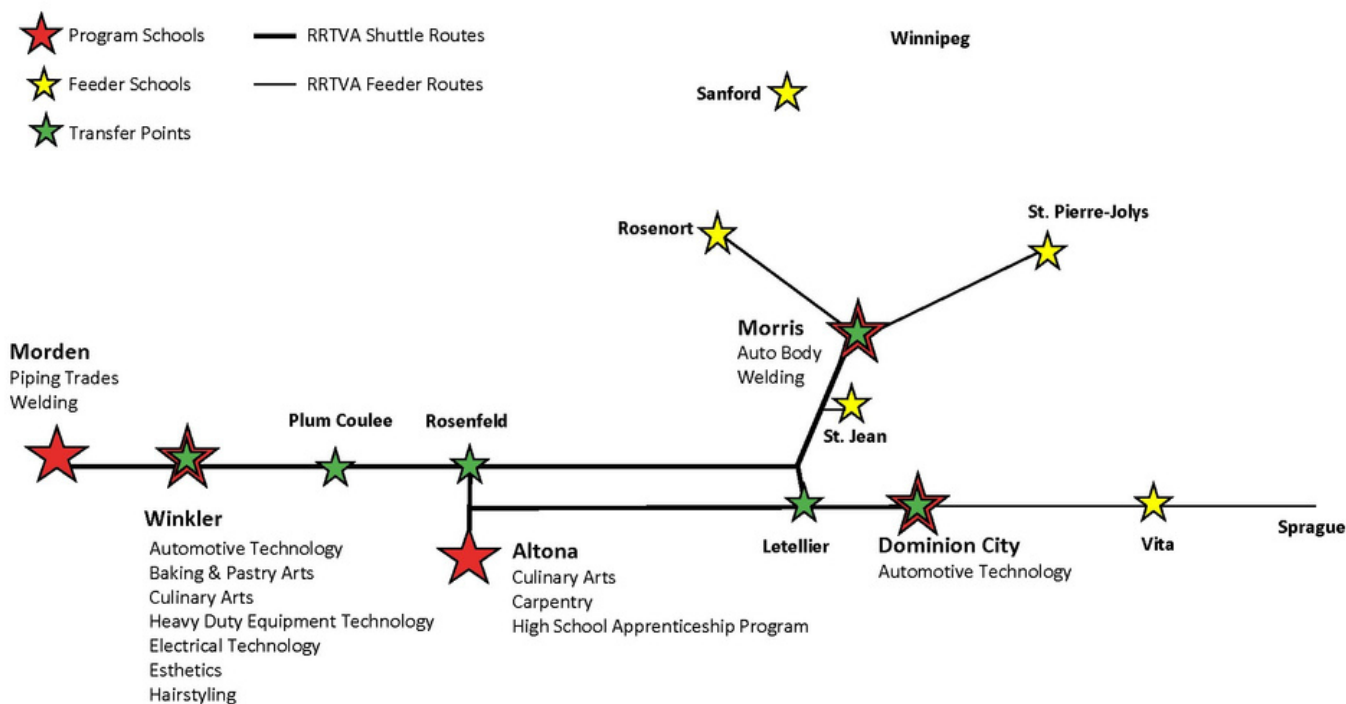 Program Schools
RRTVA Shuttle Routes
Winnipeg
Feeder Schools
RRTVA Feeder Routes
Sanford
Transfer Points
St. Pierre-Jolys
Rosenort
Morris
Auto Body
Welding
Morden
Piping Trades
Welding
Plum Coulee
Rosenfeld
St. Jean
Winkler
Automotive Technology
Baking & Pastry Arts
Culinary Arts
Heavy Duty Equipment Technology
Electrical Technology
Esthetics
Hairstyling
Altona
Culinary Arts
Carpentry
High School Apprenticeship Program
Letellier
Dominion City
Automotive Technology
Vita
Sprague